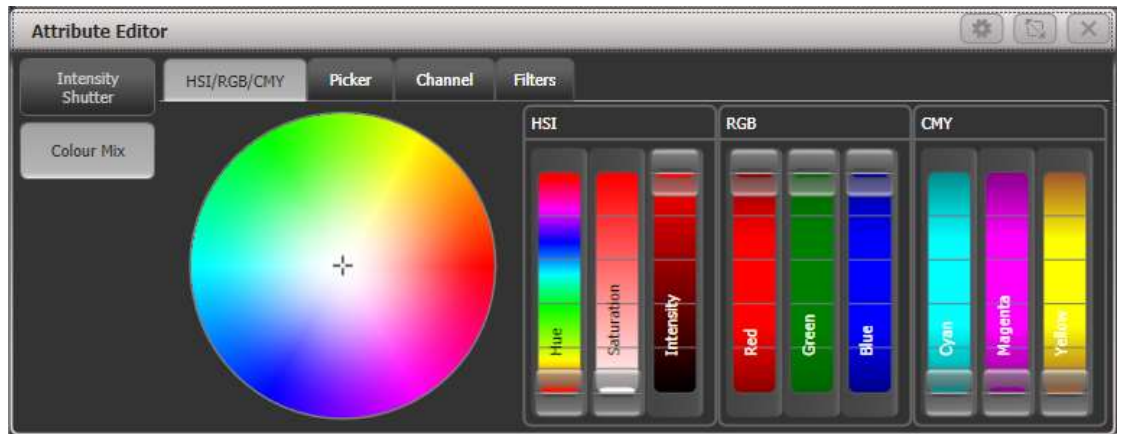 Attribute Editor
Intensity
Shutter
HSI/RGB/CMY
Picker
Channel
Filters
Colour Mix
HSI
RGB
CMY
Hue
Saturation
Intensity
Red
Green
Blue
Cyan
Magenta
Yellow